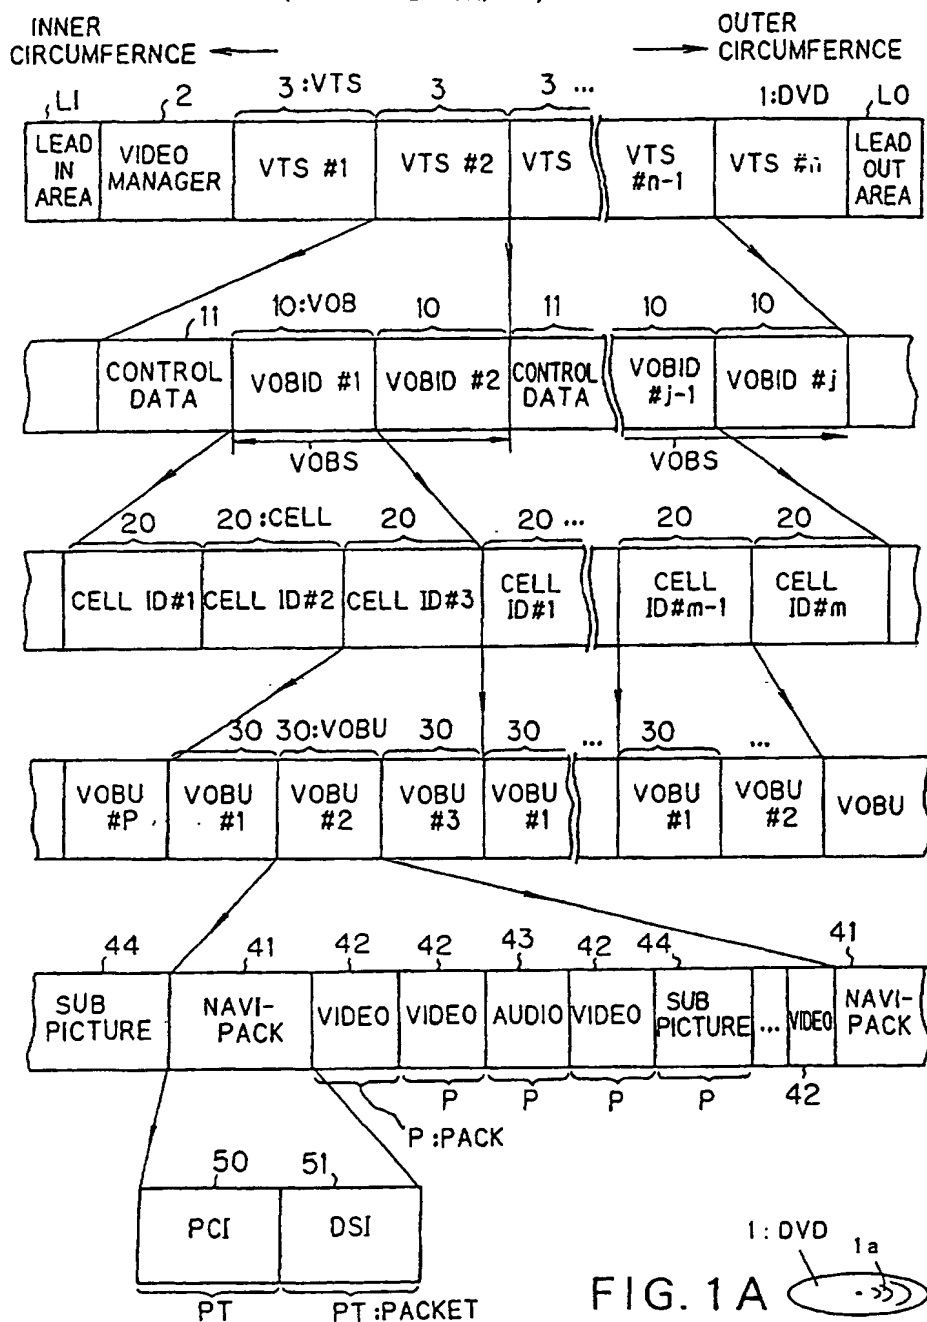 INNER
CIRCUMFERNCE
OUTER
CIRCUMFERNCE
LI 2 3:VTS 3 3 ... 1:DVD LO
LEAD IN AREA VIDEO MANAGER VTS #1 VTS #2 VTS VTS #n-1 VTS #n LEAD OUT AREA
11 10:VOB 10 11 10 10
CONTROL DATA VOBID #1 VOBID #2 CONTROL DATA VOBID #j-1 VOBID #j
VOBS VOBS
20 20:CELL 20 20 ... 20 20
CELL ID#1 CELL ID#2 CELL ID#3 CELL ID#1 CELL ID#m-1 CELL ID#m
30 30:VOBU 30 30 ... 30 ...
VOBU #P VOBU #1 VOBU #2 VOBU #3 VOBU #1 VOBU #1 VOBU #2 VOBU
44 41 42 42 43 42 44 41
SUB PICTURE NAVI-PACK VIDEO VIDEO AUDIO VIDEO SUB PICTURE ... VIDEO NAVI-PACK
P P P P 42
P:PACK
50 51
PCI DSI
PT PT:PACKET
1:DVD 1a
FIG. 1A